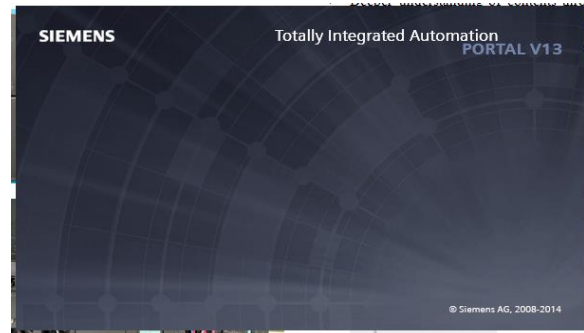 SIEMENS
Totally Integrated Automation
PORTAL V13
© Siemens AG, 2008-2014